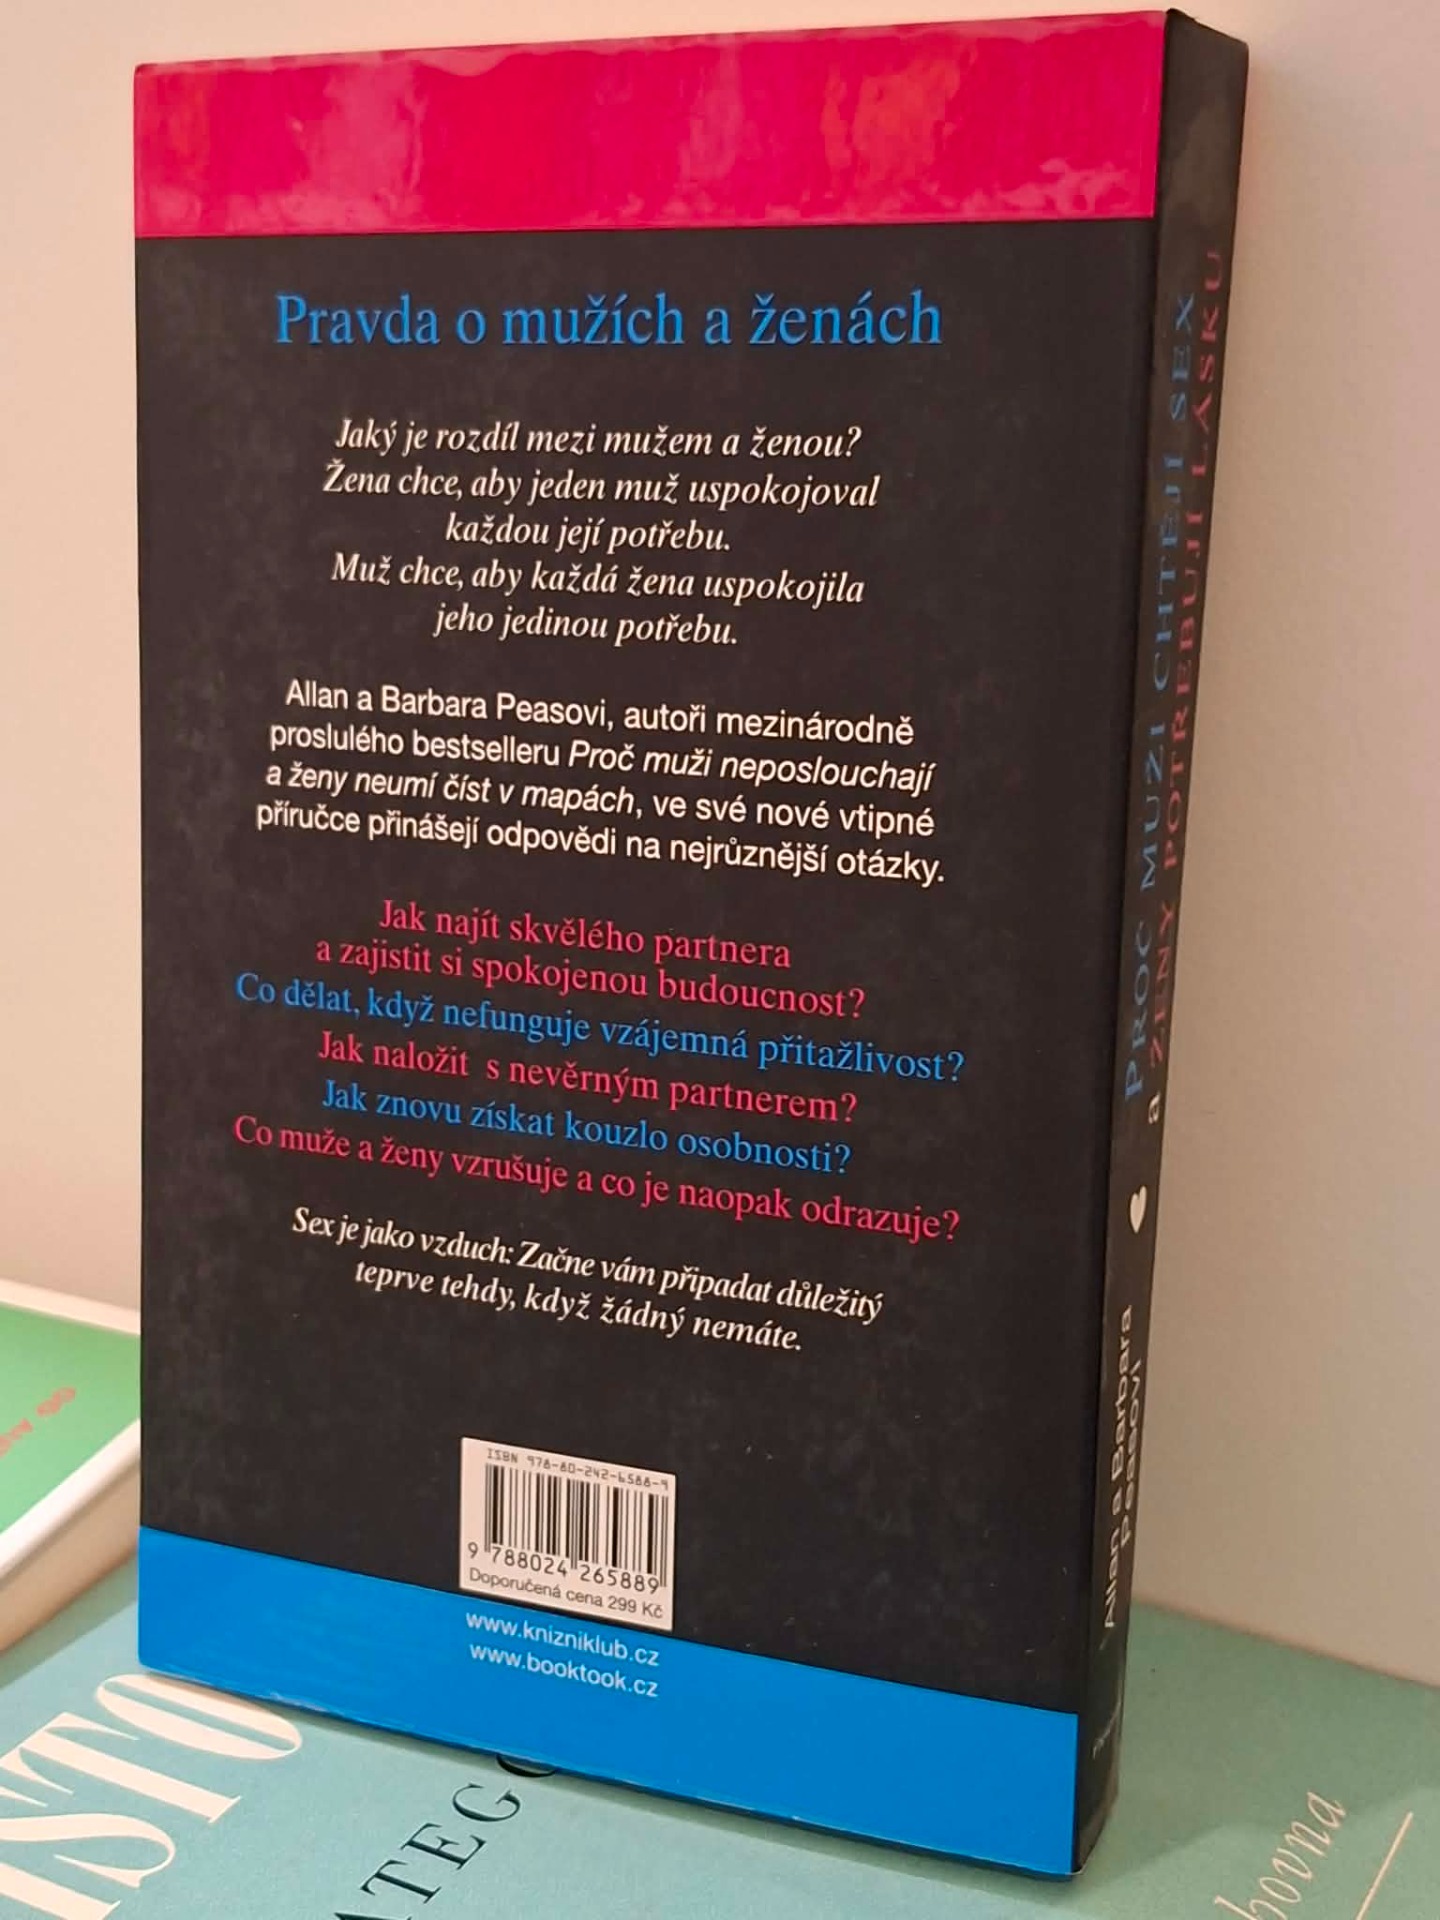 Pravda o mužích a ženách
Jaký je rozdíl mezi mužem a ženou?
Žena chce, aby jeden muž uspokojoval
každou její potřebu.
Muž chce, aby každá žena uspokojila
jeho jedinou potřebu.
Allan a Barbara Peasovi, autoři mezinárodně
proslulého bestselleru Proč muži neposlouchají
a ženy neumí číst v mapách, ve své nové vtipné
příručce přinášejí odpovědi na nejrůznější otázky.
Jak najít skvělého partnera
a zajistit si spokojenou budoucnost?
Co dělat, když nefunguje vzájemná přitažlivost?
Jak naložit s nevěrným partnerem?
Jak znovu získat kouzlo osobnosti?
Co muže a ženy vzrušuje a co je naopak odrazuje?
Sex je jako vzduch: Začne vám připadat důležitý
teprve tehdy, když žádný nemáte.
ISBN 978-80-242-6588-9
9 788024 265889
Doporučená cena 299 Kč
www.knizniklub.cz
www.booktook.cz
PROČ MUŽI CHTĚJÍ SEX
a ŽENY POTŘEBUJÍ LÁSKU
Allan a Barbara
Peasovi